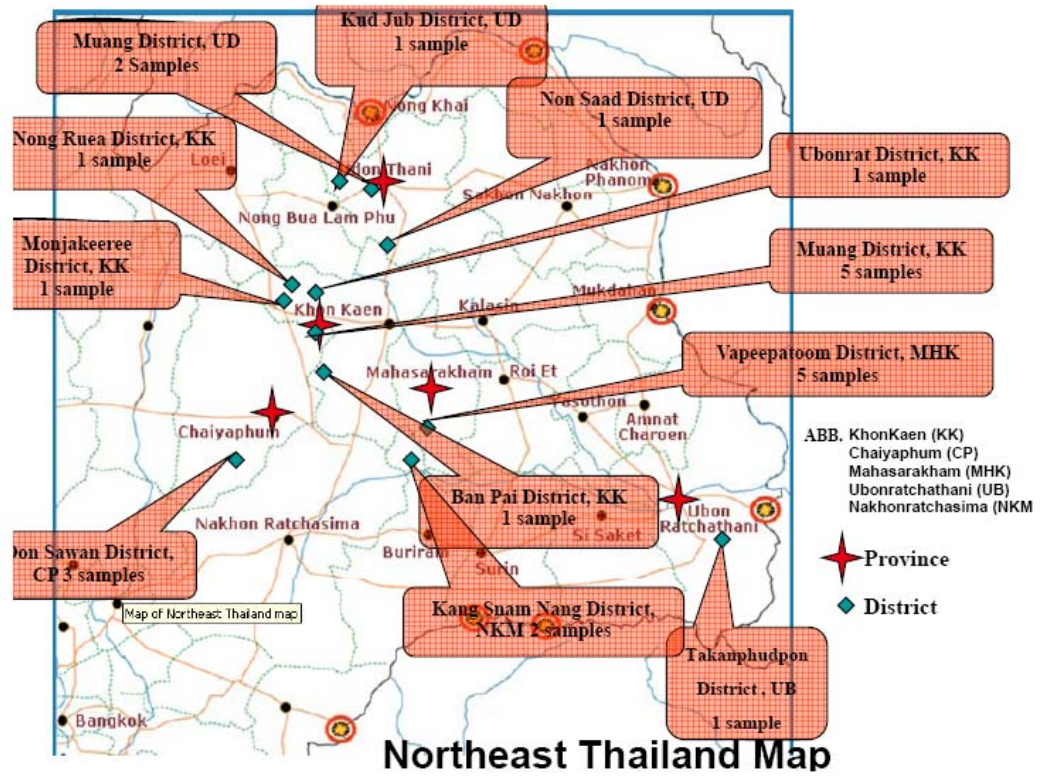 Muang District, UD
2 Samples
Kud Jub District, UD
1 sample
Nong Khai
Non Saad District, UD
1 sample
Nong Ruea District, KK
1 sample
Loei
Thani
Ubonrat District, KK
1 sample
Nakhon
Phanom
Sakhon Nakhon
Nong Bua Lam Phu
Monjakeeree
District, KK
1 sample
Muang District, KK
5 samples
Mukdahan
Khon Kaen
Kalasin
Vapeepatoom District, MHK
5 samples
Mahasarakham
Roi Et
Yasothon
Amnat
Charoen
Chaiyaphum
ABB. KhonKaen (KK)
Chaiyaphum (CP)
Mahasarakham (MHK)
Ubonratchathani (UB)
Nakhonratchasima (NKM
Ban Pai District, KK
1 sample
Ubon
Ratchathani
Si Saket
Nakhon Ratchasima
Buriram
Surin
Don Sawan District,
CP 3 samples
Province
District
Map of Northeast Thailand map
Kang Snam Nang District,
NKM 2 samples
Takanphudpon
District , UB
1 sample
Bangkok
Northeast Thailand Map